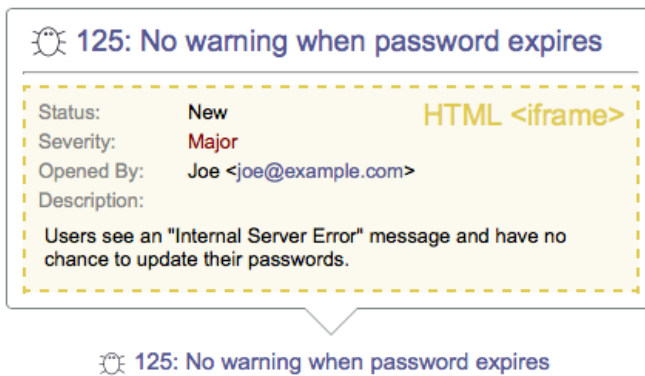 125: No warning when password expires
HTML <iframe>
Status: New
Severity: Major
Opened By: Joe <joe@example.com>
Description:
Users see an "Internal Server Error" message and have no
chance to update their passwords.
125: No warning when password expires